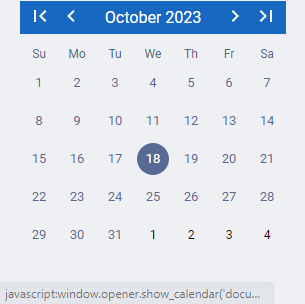 October 2023
Su Mo Tu We Th Fr Sa
1 2 3 4 5 6 7
8 9 10 11 12 13 14
15 16 17 18 19 20 21
22 23 24 25 26 27 28
29 30 31 1 2 3 4
javascript:window.opener.show_calendar('docu...